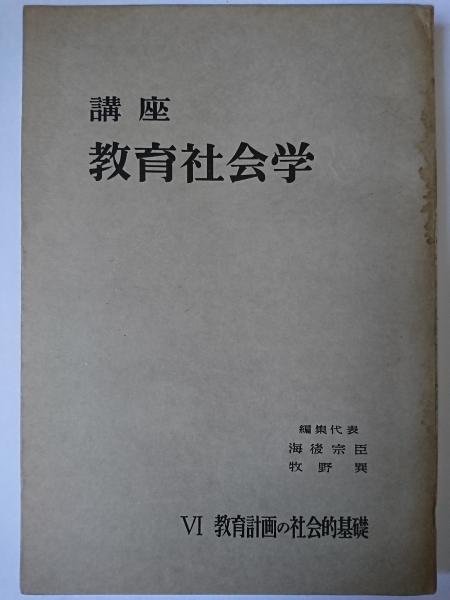 講座
教育社会学
編集代表
海後宗臣
牧野巽
VI 教育計画の社会的基礎